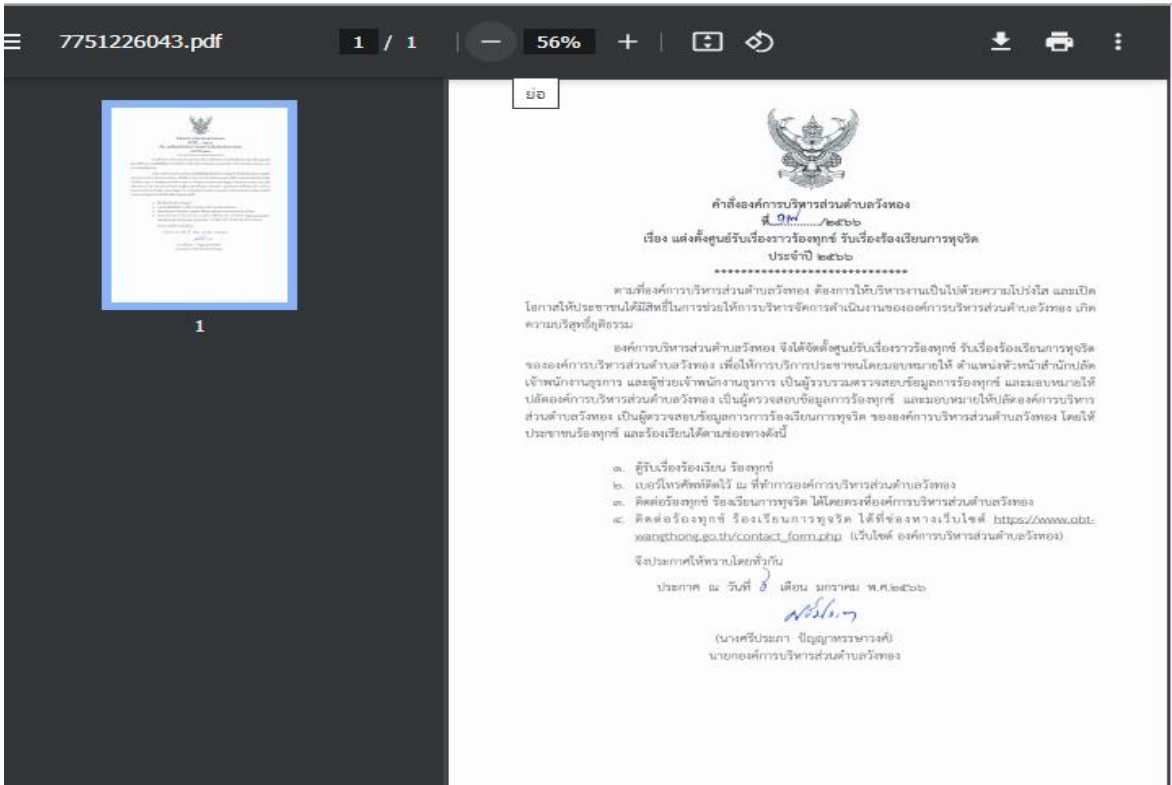 7751226043.pdf
1 / 1
56%
ย่อ
1
คำสั่งองค์การบริหารส่วนตำบลวังทอง
ที่ ๑๗ /๒๕๖๖
เรื่อง แต่งตั้งศูนย์รับเรื่องราวร้องทุกข์ รับเรื่องร้องเรียนการทุจริต
ประจำปี ๒๕๖๖
*****************************
ตามที่องค์การบริหารส่วนตำบลวังทอง ต้องการให้บริหารงานเป็นไปด้วยความโปร่งใส และเปิด
โอกาสให้ประชาชนได้มีสิทธิ์ในการช่วยให้การบริหารจัดการดำเนินงานขององค์การบริหารส่วนตำบลวังทอง เกิด
ความบริสุทธิ์ยุติธรรม
องค์การบริหารส่วนตำบลวังทอง จึงได้จัดตั้งศูนย์รับเรื่องราวร้องทุกข์ รับเรื่องร้องเรียนการทุจริต
ขององค์การบริหารส่วนตำบลวังทอง เพื่อให้การบริการประชาชนโดยมอบหมายให้ ตำแหน่งหัวหน้าสำนักปลัด
เจ้าพนักงานธุรการ และผู้ช่วยเจ้าพนักงานธุรการ เป็นผู้รวบรวมตรวจสอบข้อมูลการร้องทุกข์ และมอบหมายให้
ปลัดองค์การบริหารส่วนตำบลวังทอง เป็นผู้ตรวจสอบข้อมูลการร้องทุกข์ และมอบหมายให้ปลัดองค์การบริหาร
ส่วนตำบลวังทอง เป็นผู้ตรวจสอบข้อมูลการการร้องเรียนการทุจริต ขององค์การบริหารส่วนตำบลวังทอง โดยให้
ประชาชนร้องทุกข์ และร้องเรียนได้ตามช่องทางดังนี้
๑. ตู้รับเรื่องร้องเรียน ร้องทุกข์
๒. เบอร์โทรศัพท์ติดไว้ ณ ที่ทำการองค์การบริหารส่วนตำบลวังทอง
๓. ติดต่อร้องทุกข์ ร้องเรียนการทุจริต ได้โดยตรงที่องค์การบริหารส่วนตำบลวังทอง
๔. ติดต่อร้องทุกข์ ร้องเรียนการทุจริต ได้ที่ช่องทางเว็บไซต์ https://www.obt-
wangthong.go.th/contact_form.php (เว็บไซต์ องค์การบริหารส่วนตำบลวังทอง)
จึงประกาศให้ทราบโดยทั่วกัน
ประกาศ ณ วันที่ เดือน มกราคม พ.ศ.๒๕๖๖
(นางศรีประภา ปัญญาพรรษาวงศ์)
นายกองค์การบริหารส่วนตำบลวังทอง